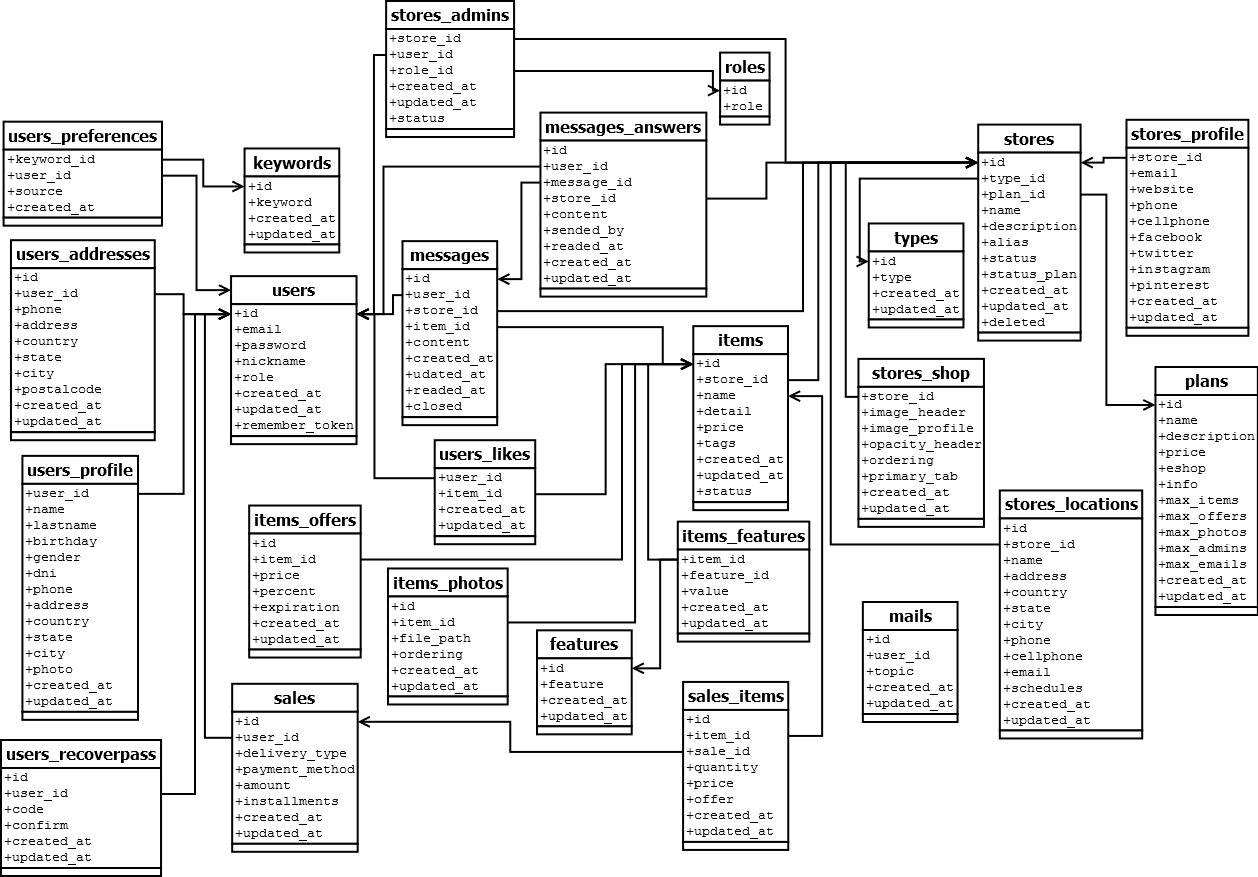 stores_admins
+store_id
+user_id
+role_id
+created_at
+updated_at
+status
roles
+id
+role
users_preferences
+keyword_id
+user_id
+source
+created_at
keywords
+id
+keyword
+created_at
+updated_at
messages_answers
+id
+user_id
+message_id
+store_id
+content
+sended_by
+readed_at
+created_at
+updated_at
stores
+id
+type_id
+plan_id
+name
+description
+alias
+status
+status_plan
+created_at
+updated_at
+deleted
stores_profile
+store_id
+email
+website
+phone
+cellphone
+facebook
+twitter
+instagram
+pinterest
+created_at
+updated_at
types
+id
+type
+created_at
+updated_at
users_addresses
+id
+user_id
+phone
+address
+country
+state
+city
+postalcode
+created_at
+updated_at
users
+id
+email
+password
+nickname
+role
+created_at
+updated_at
+remember_token
messages
+id
+user_id
+store_id
+item_id
+content
+created_at
+udated_at
+readed_at
+closed
items
+id
+store_id
+name
+detail
+price
+tags
+created_at
+updated_at
+status
stores_shop
+store_id
+image_header
+image_profile
+opacity_header
+ordering
+primary_tab
+created_at
+updated_at
plans
+id
+name
+description
+price
+eshop
+info
+max_items
+max_offers
+max_photos
+max_admins
+max_emails
+created_at
+updated_at
users_profile
+user_id
+name
+lastname
+birthday
+gender
+dni
+phone
+address
+country
+state
+city
+photo
+created_at
+updated_at
users_likes
+user_id
+item_id
+created_at
+updated_at
items_offers
+id
+item_id
+price
+percent
+expiration
+created_at
+updated_at
items_photos
+id
+item_id
+file_path
+ordering
+created_at
+updated_at
items_features
+item_id
+feature_id
+value
+created_at
+updated_at
stores_locations
+id
+store_id
+name
+address
+country
+state
+city
+phone
+cellphone
+email
+schedules
+created_at
+updated_at
features
+id
+feature
+created_at
+updated_at
mails
+id
+user_id
+topic
+created_at
+updated_at
sales
+id
+user_id
+delivery_type
+payment_method
+amount
+installments
+created_at
+updated_at
sales_items
+id
+item_id
+sale_id
+quantity
+price
+offer
+created_at
+updated_at
users_recoverpass
+id
+user_id
+code
+confirm
+created_at
+updated_at